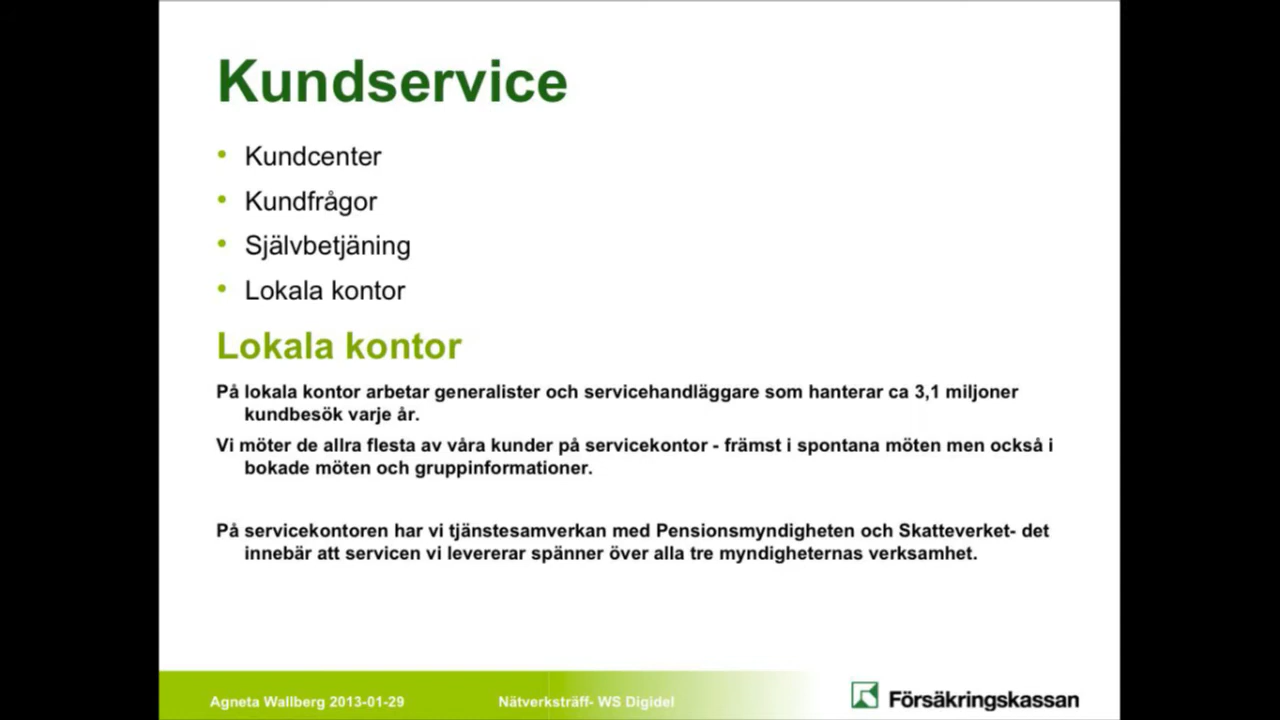 Kundservice
• Kundcenter
• Kundfrågor
• Självbetjäning
• Lokala kontor
Lokala kontor
På lokala kontor arbetar generalister och servicehandläggare som hanterar ca 3,1 miljoner
kundbesök varje år.
Vi möter de allra flesta av våra kunder på servicekontor - främst i spontana möten men också i
bokade möten och gruppinformationer.
På servicekontoren har vi tjänstesamverkan med Pensionsmyndigheten och Skatteverket- det
innebär att servicen vi levererar spänner över alla tre myndigheternas verksamhet.
Agneta Wallberg 2013-01-29
Nätverksträff- WS Digidel
Försäkringskassan